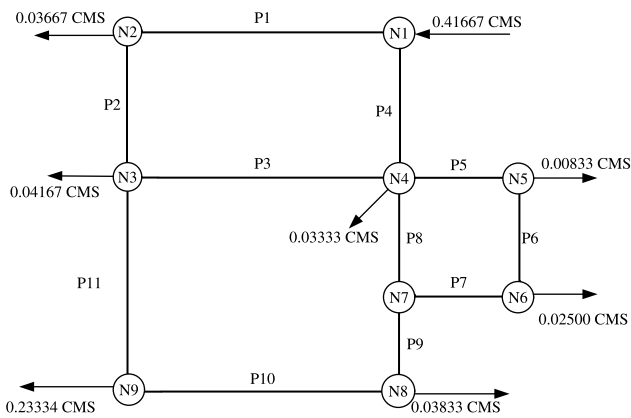 0.03667 CMS
P1
0.41667 CMS
N2
N1
P2
P4
N3
P3
N4
P5
N5
0.00833 CMS
0.04167 CMS
0.03333 CMS
P8
P6
P11
N7
P7
N6
0.02500 CMS
P9
P10
N9
N8
0.23334 CMS
0.03833 CMS